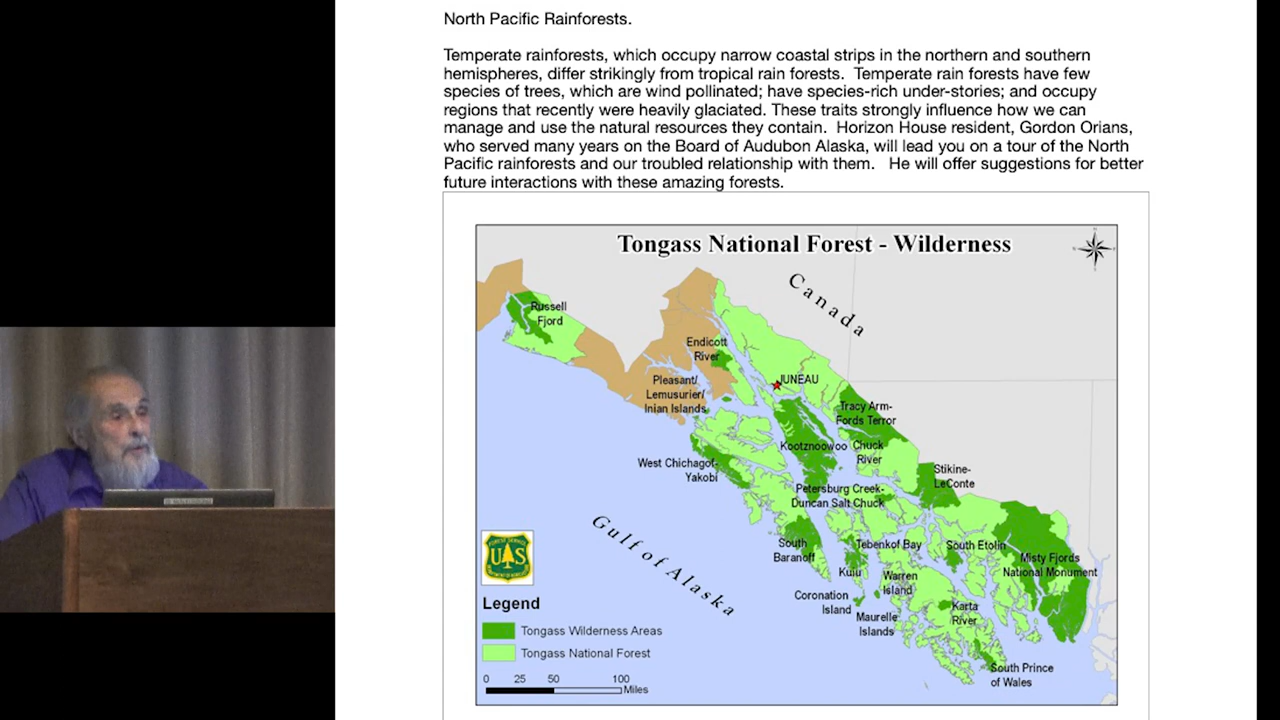 North Pacific Rainforests.
Temperate rainforests, which occupy narrow coastal strips in the northern and southern
hemispheres, differ strikingly from tropical rain forests.  Temperate rain forests have few
species of trees, which are wind pollinated; have species-rich under-stories; and occupy
regions that recently were heavily glaciated. These traits strongly influence how we can
manage and use the natural resources they contain.  Horizon House resident, Gordon Orians,
who served many years on the Board of Audubon Alaska, will lead you on a tour of the North
Pacific rainforests and our troubled relationship with them.   He will offer suggestions for better
future interactions with these amazing forests.
Tongass National Forest - Wilderness
Canada
Russell
Fjord
Endicott
River
Pleasant/
Lemusurier/
Inian Islands
JUNEAU
Tracy Arm-
Fords Terror
Kootznoowoo
Chuck
River
West Chichagof-
Yakobi
Stikine-
LeConte
Petersburg Creek-
Duncan Salt Chuck
Gulf of Alaska
South
Baranof
Tebenkof Bay
South Etolin
Misty Fjords
National Monument
Kuiu
Warren
Island
Coronation
Island
Maurelle
Islands
Karta
River
South Prince
of Wales
FOREST SERVICE
US
DEPARTMENT OF AGRICULTURE
Legend
Tongass Wilderness Areas
Tongass National Forest
0 25 50 100
Miles